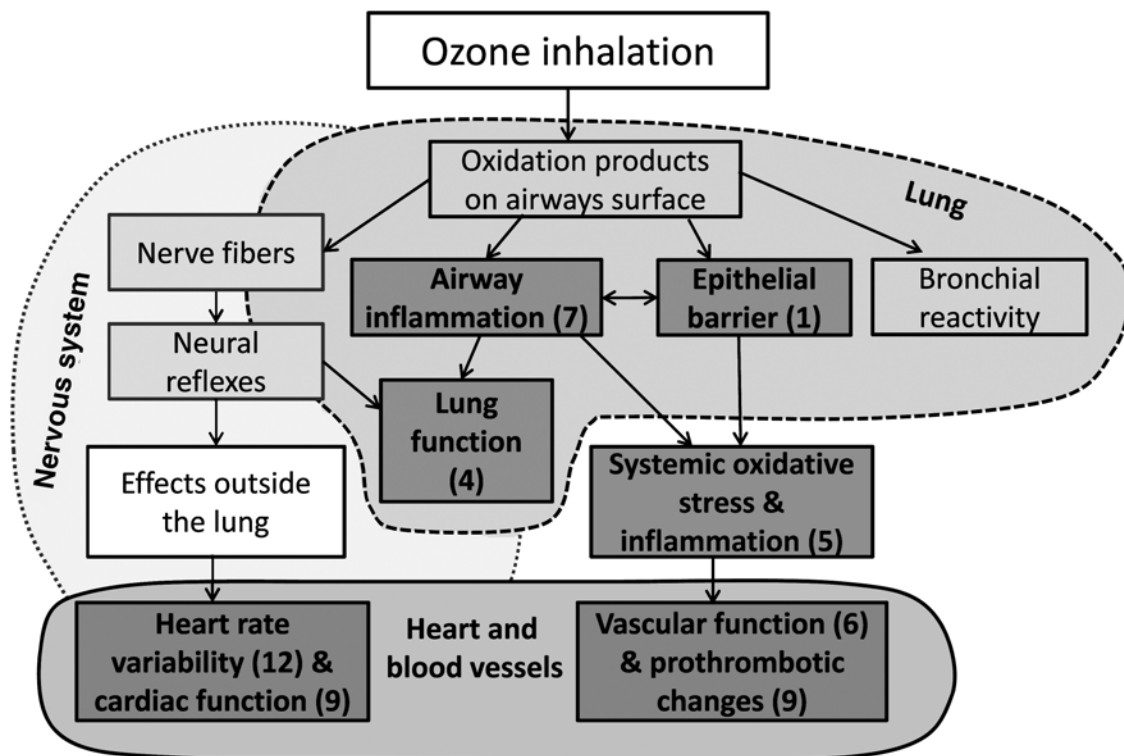 Ozone inhalation
Oxidation products
on airways surface
Lung
Nerve fibers
Airway
inflammation (7)
Epithelial
barrier (1)
Bronchial
reactivity
Nervous system
Neural
reflexes
Lung
function
(4)
Effects outside
the lung
Systemic oxidative
stress &
inflammation (5)
Heart rate
variability (12) &
cardiac function (9)
Heart and
blood vessels
Vascular function (6)
& prothrombotic
changes (9)